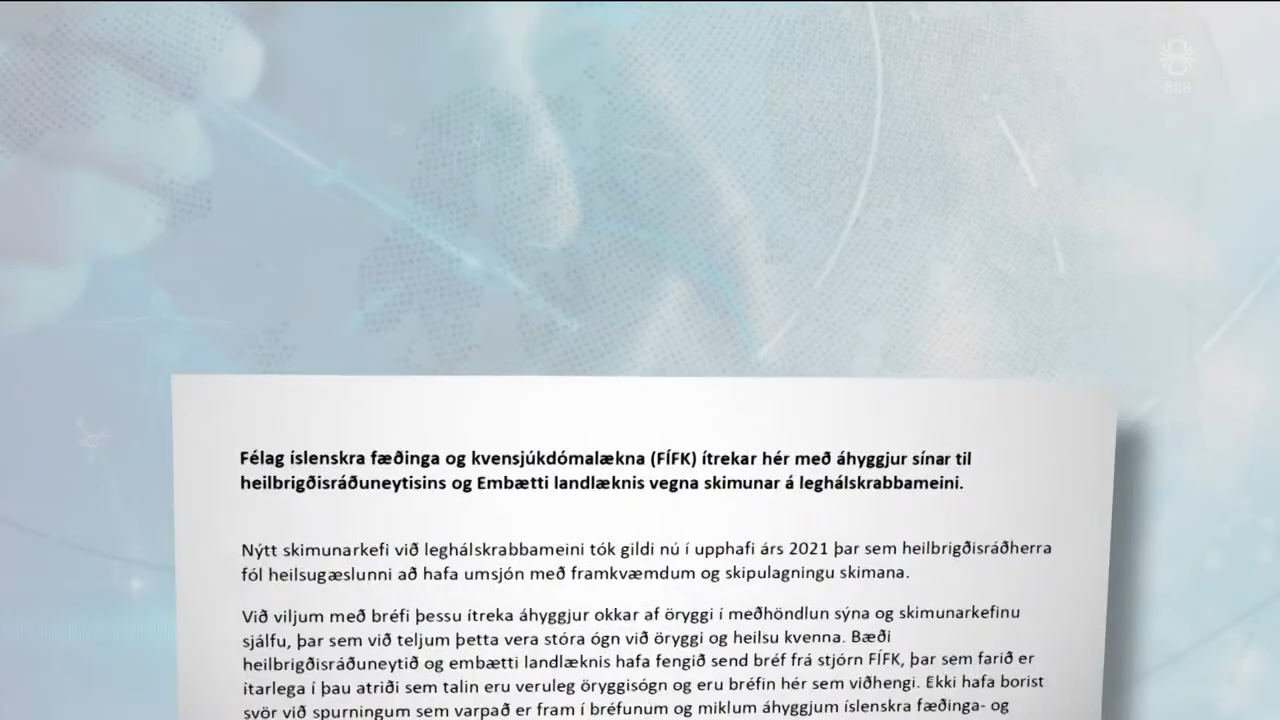 888
Félag íslenskra fæðinga og kvensjúkdómalækna (FÍFK) ítrekar hér með áhyggjur sínar til
heilbrigðisráðuneytisins og Embætti landlæknis vegna skimunar á leghálskrabbameini.
Nýtt skimunarkefi við leghálskrabbameini tók gildi nú í upphafi árs 2021 þar sem heilbrigðisráðherra
fól heilsugæslunni að hafa umsjón með framkvæmdum og skipulagningu skimana.
Við viljum með bréfi þessu ítreka áhyggjur okkar af öryggi í meðhöndlun sýna og skimunarkefinu
sjálfu, þar sem við teljum þetta vera stóra ógn við öryggi og heilsu kvenna. Bæði
heilbrigðisráðuneytið og embætti landlæknis hafa fengið send bréf frá stjórn FÍFK, þar sem farið er
ítarlega í þau atriði sem talin eru veruleg öryggisógn og eru bréfin hér sem viðhengi. Ekki hafa borist
svör við spurningum sem varpað er fram í bréfunum og miklum áhyggjum íslenskra fæðinga- og